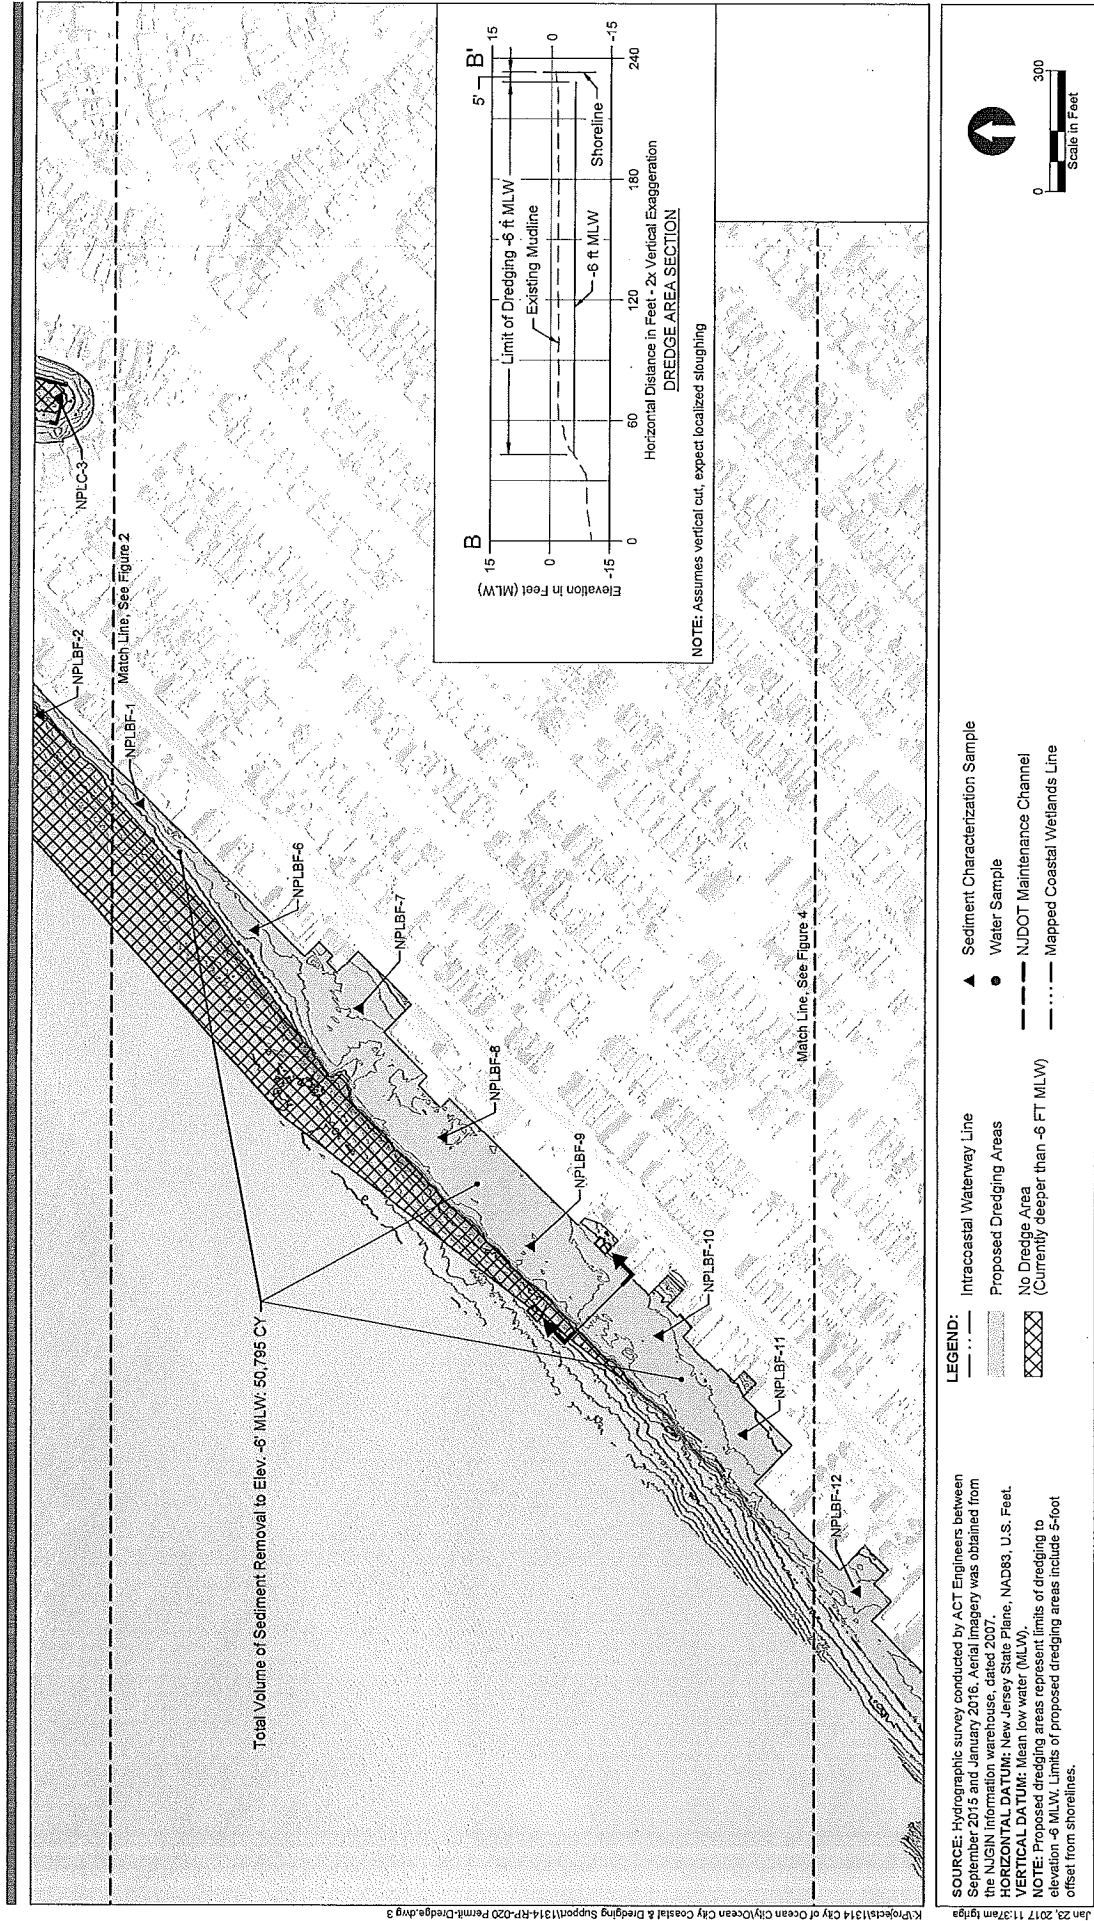 NPLBF-2
NPLC-3
Match Line, See Figure 2
NPLBF-1
NPLBF-6
NPLBF-7
NPLBF-8
NPLBF-9
NPLBF-10
NPLBF-11
NPLBF-12
Total Volume of Sediment Removal to Elev. -6' MLW: 50,795 CY
Match Line, See Figure 4
B
B'
5'
15
0
-15
15
0
-15
Elevation in Feet (MLW)
Limit of Dredging -6 ft MLW
Existing Mudline
-6 ft MLW
Shoreline
0
60
120
180
240
Horizontal Distance in Feet - 2x Vertical Exaggeration
DREDGE AREA SECTION
NOTE: Assumes vertical cut, expect localized sloughing
SOURCE: Hydrographic survey conducted by ACT Engineers between
September 2015 and January 2016. Aerial imagery was obtained from
the NJGIN information warehouse, dated 2007.
HORIZONTAL DATUM: New Jersey State Plane, NAD83, U.S. Feet.
VERTICAL DATUM: Mean low water (MLW).
NOTE: Proposed dredging areas represent limits of dredging to
elevation -6 MLW. Limits of proposed dredging areas include 5-foot
offset from shorelines.
LEGEND:
Intracoastal Waterway Line
Proposed Dredging Areas
No Dredge Area
(Currently deeper than -6 FT MLW)
Sediment Characterization Sample
Water Sample
NJDOT Maintenance Channel
Mapped Coastal Wetlands Line
0
300
Scale in Feet
K:\Projects\1314 City of Ocean City\Ocean City Coastal & Dredging Support\1314-RP-020 Permit-Dredge.dwg 3
Jan 23, 2017 11:37am tgriga